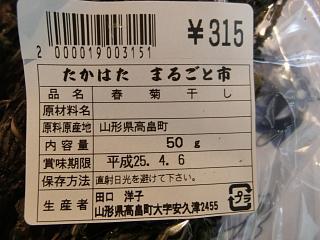 ¥315
2 000019 003151
たかはた まるごと市
品名 春菊干し
原材料名
原料原産地 山形県高畠町
内容量 50g
賞味期限 平成25.4.6
保存方法 直射日光を避けて下さい。
生産者 田口 洋子
山形県高畠町大字安久津2455
プラ